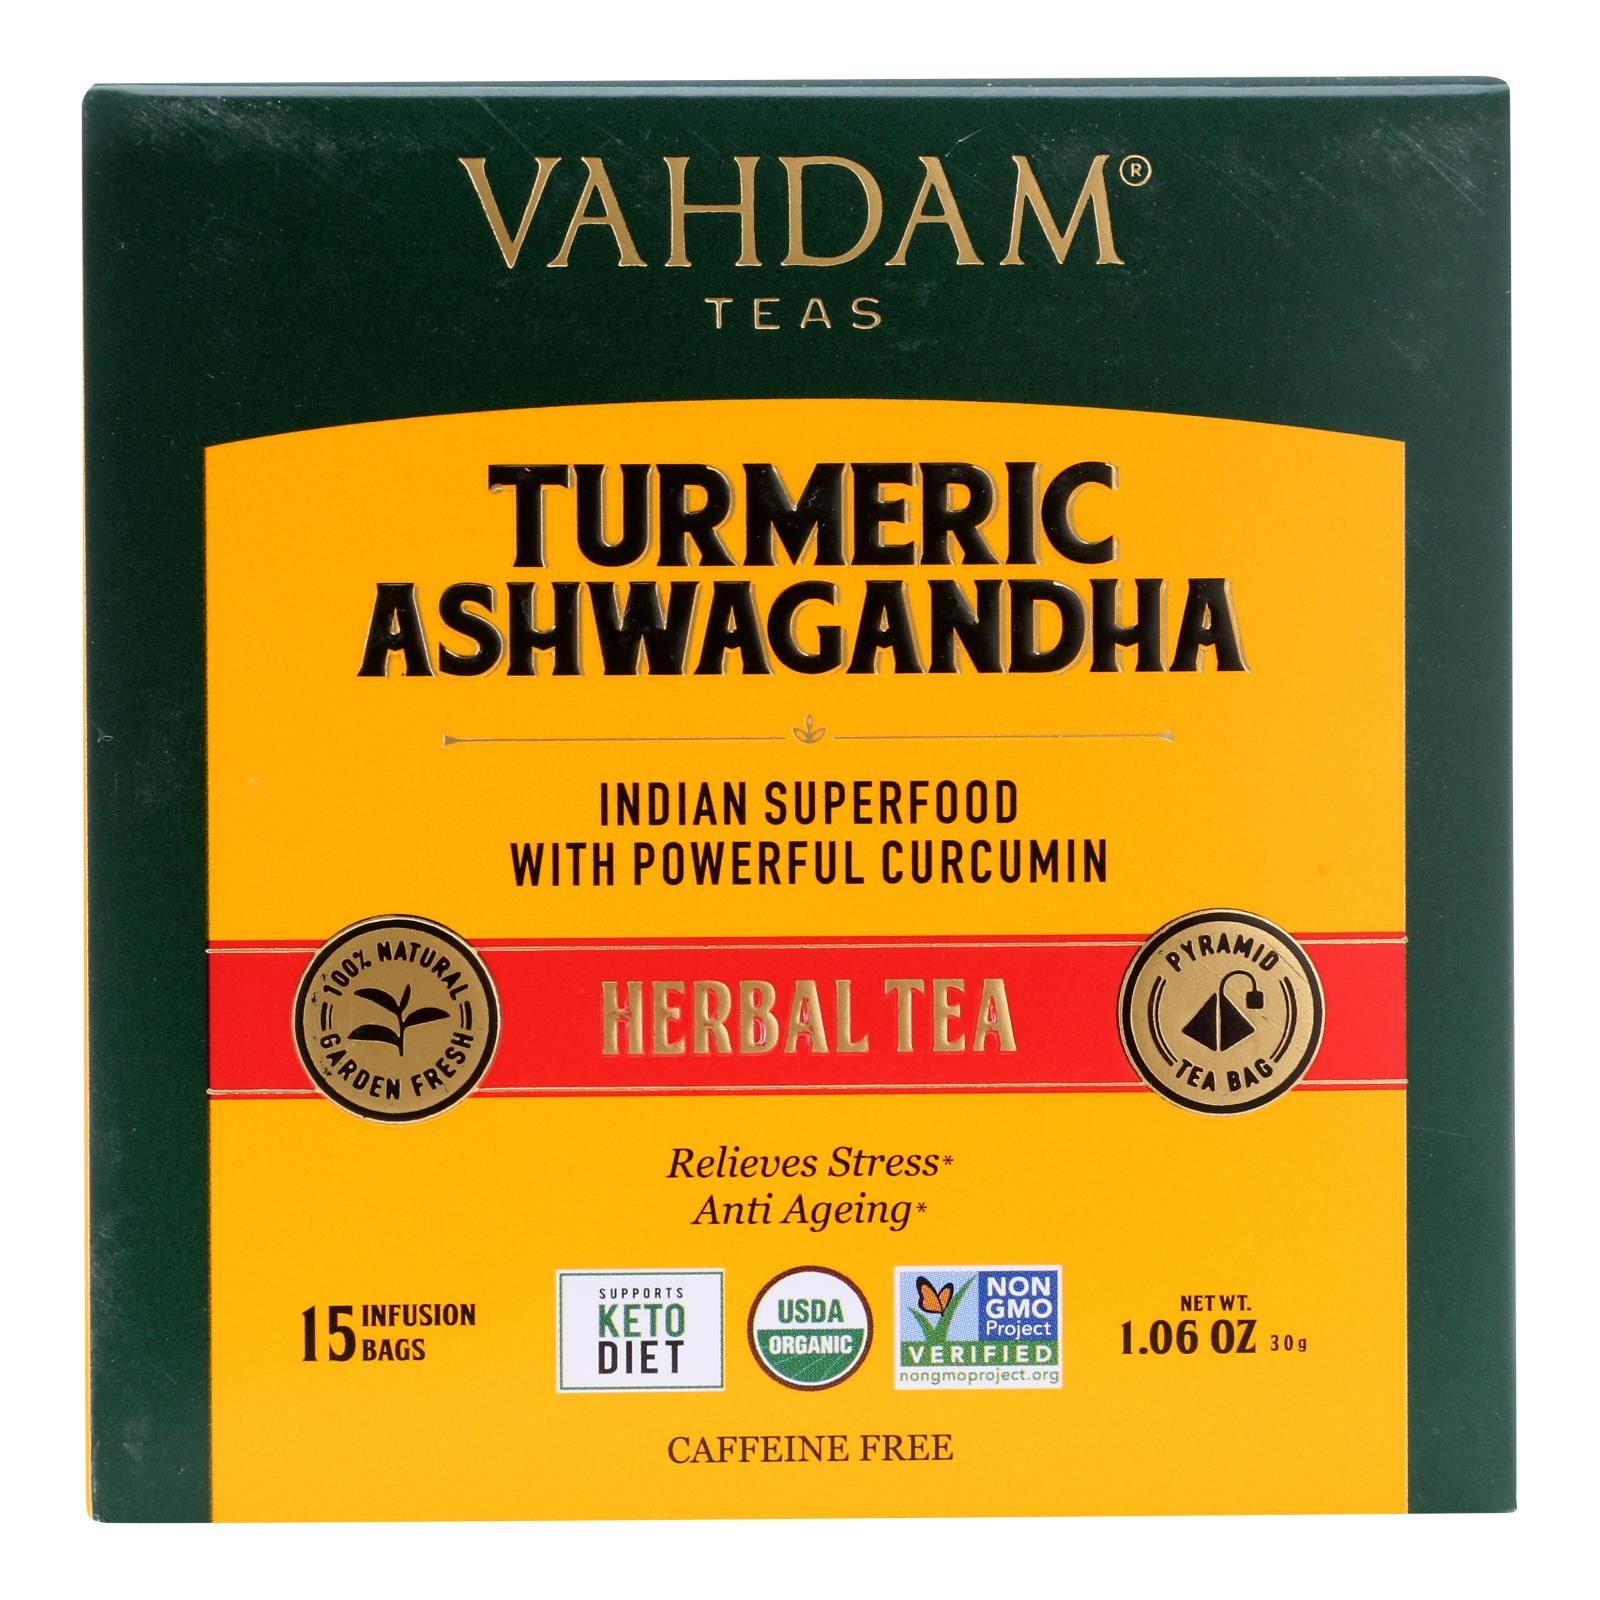 VAHDAM®
TEAS
TURMERIC
ASHWAGANDHA
INDIAN SUPERFOOD
WITH POWERFUL CURCUMIN
100% NATURAL
GARDEN FRESH
HERBAL TEA
PYRAMID
TEA BAG
Relieves Stress*
Anti Ageing*
15 INFUSION
BAGS
SUPPORTS
KETO
DIET
USDA
ORGANIC
NON
GMO
Project
VERIFIED
nongmoproject.org
NET WT.
1.06 OZ 30g
CAFFEINE FREE